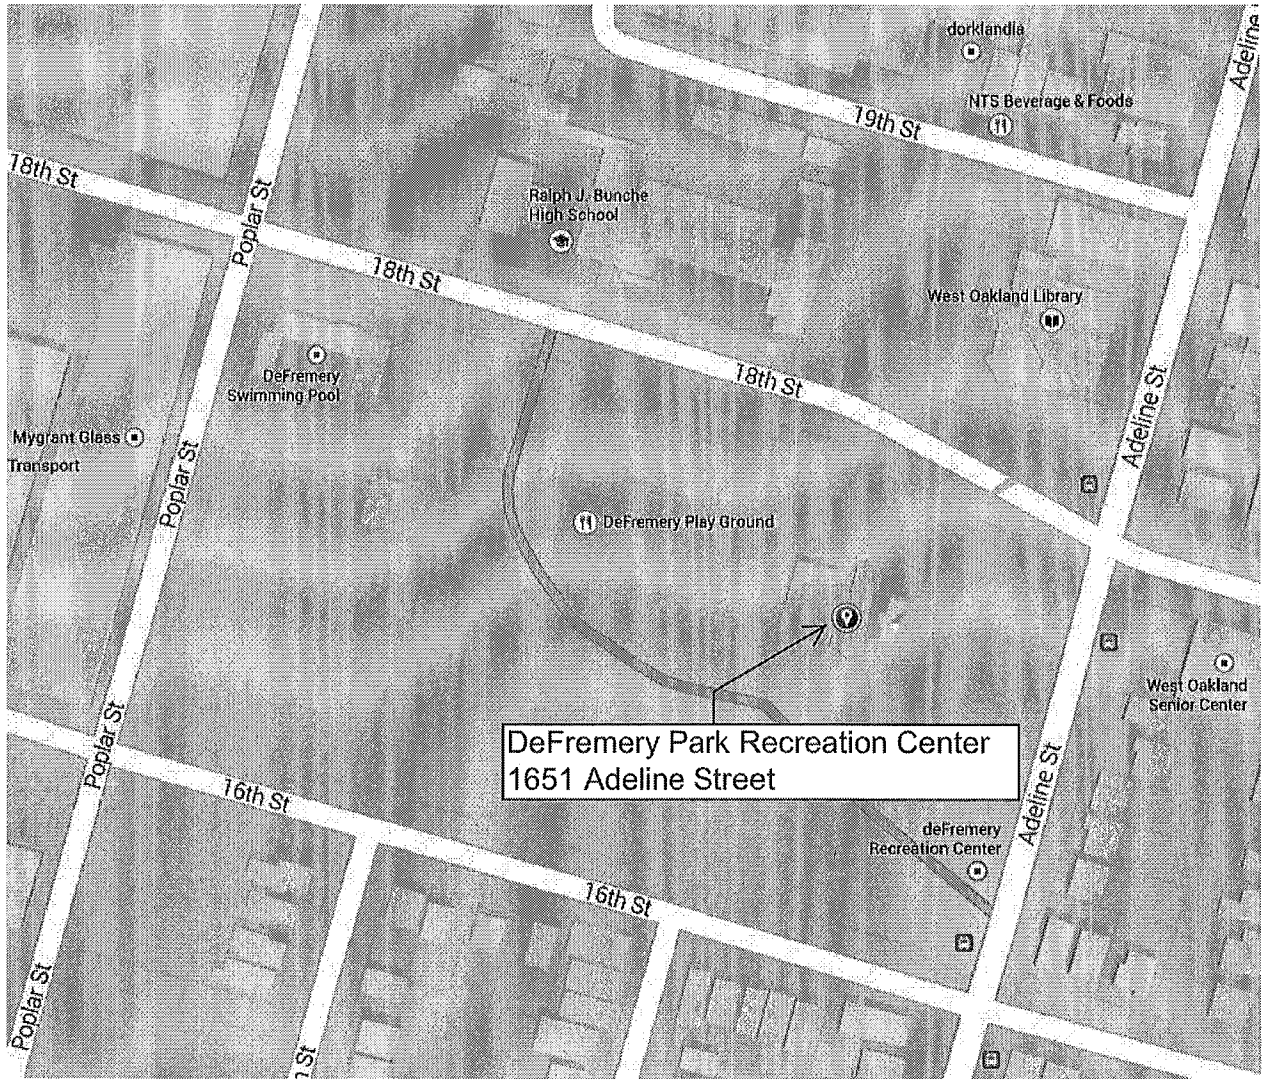 dorklandia
Adeline
NTS Beverage & Foods
19th St
18th St
Poplar St
Ralph J. Bunche
High School
18th St
West Oakland Library
DeFremery
Swimming Pool
18th St
Adeline St
Mygrant Glass
Transport
Poplar St
DeFremery Play Ground
West Oakland
Senior Center
Poplar St
DeFremery Park Recreation Center
1651 Adeline Street
Adeline St
16th St
deFremery
Recreation Center
16th St
Poplar St
St